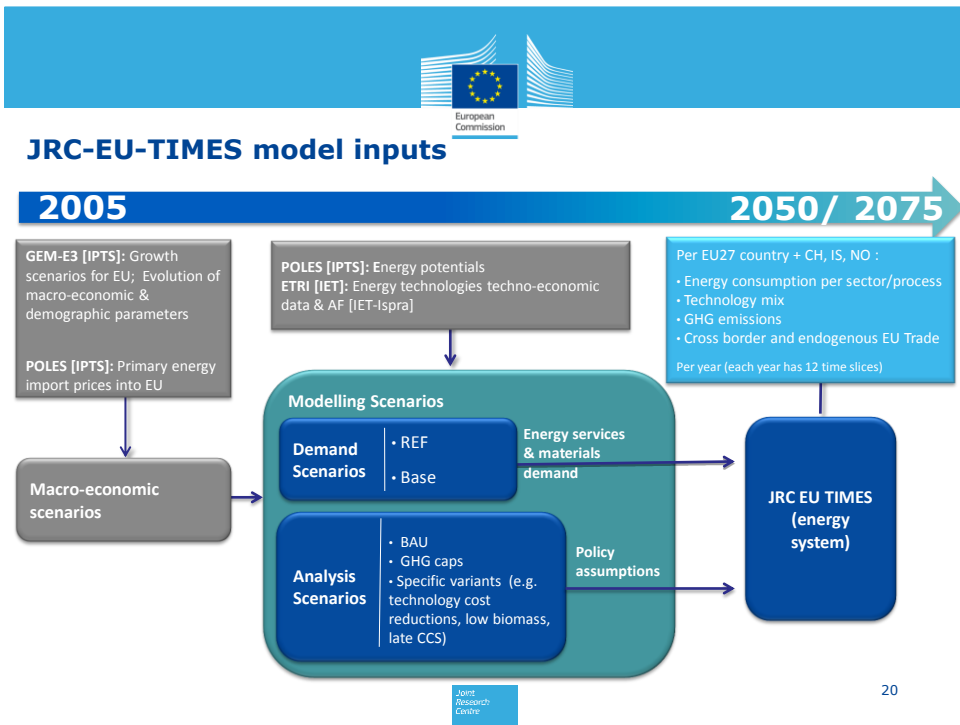 European
Commission
JRC-EU-TIMES model inputs
2005
2050/ 2075
GEM-E3 [IPTS]: Growth
scenarios for EU; Evolution of
macro-economic &
demographic parameters
POLES [IPTS]: Primary energy
import prices into EU
POLES [IPTS]: Energy potentials
ETRI [IET]: Energy technologies techno-economic
data & AF [IET-Ispra]
Per EU27 country + CH, IS, NO :
• Energy consumption per sector/process
• Technology mix
• GHG emissions
• Cross border and endogenous EU Trade
Per year (each year has 12 time slices)
Macro-economic
scenarios
Modelling Scenarios
Demand
Scenarios
• REF
• Base
Energy services
& materials
demand
Analysis
Scenarios
• BAU
• GHG caps
• Specific variants (e.g.
technology cost
reductions, low biomass,
late CCS)
Policy
assumptions
JRC EU TIMES
(energy
system)
Joint
Research
Centre
20